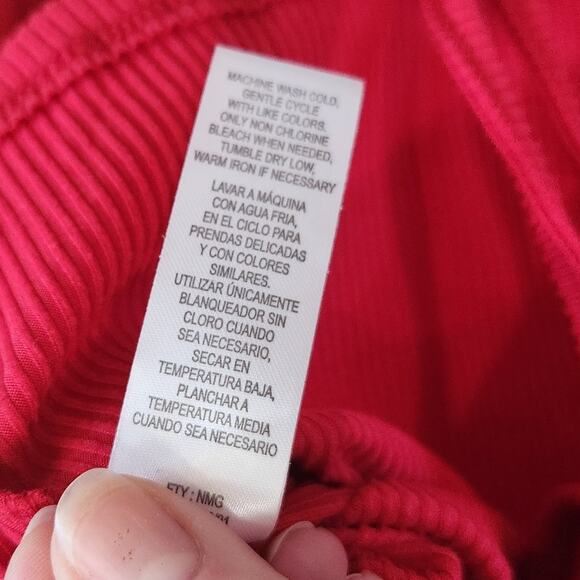 MACHINE WASH COLD,
GENTLE CYCLE
WITH LIKE COLORS.
ONLY NON CHLORINE
BLEACH WHEN NEEDED,
TUMBLE DRY LOW,
WARM IRON IF NECESSARY
LAVAR A MÁQUINA
CON AGUA FRIA,
EN EL CICLO PARA
PRENDAS DELICADAS
Y CON COLORES
SIMILARES.
UTILIZAR ÚNICAMENTE
BLANQUEADOR SIN
CLORO CUANDO
SEA NECESARIO,
SECAR EN
TEMPERATURA BAJA,
PLANCHAR A
TEMPERATURA MEDIA
CUANDO SEA NECESARIO
FTY : NMG